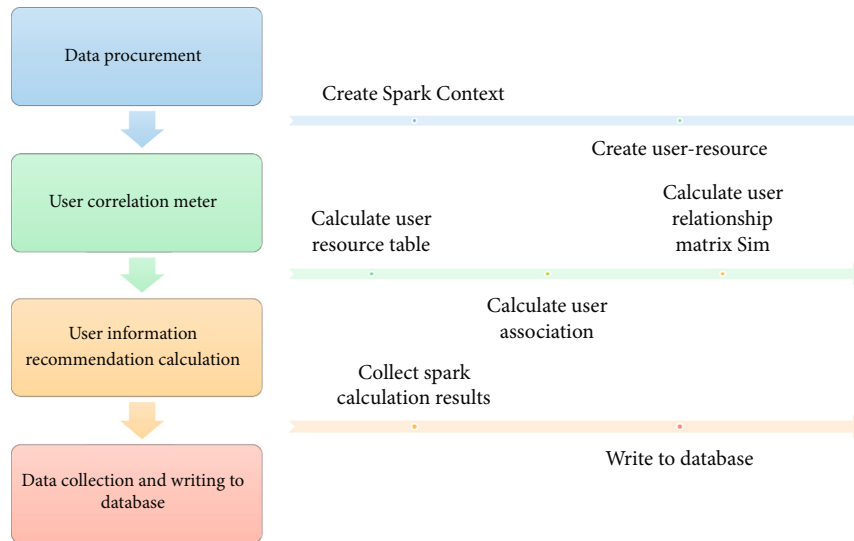 Data procurement
User correlation meter
User information
recommendation calculation
Data collection and writing to
database
Create Spark Context
Create user-resource
Calculate user
resource table
Calculate user
relationship
matrix Sim
Calculate user
association
Collect spark
calculation results
Write to database